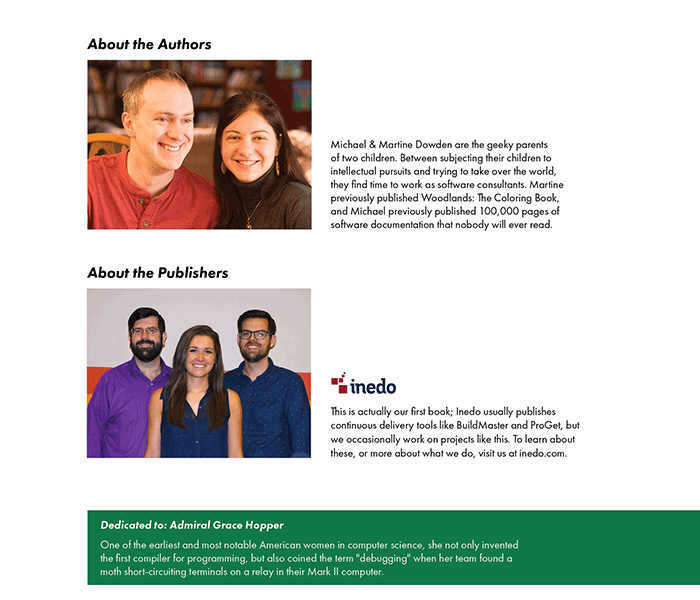 About the Authors
Michael & Martine Dowden are the geeky parents
of two children. Between subjecting their children to
intellectual pursuits and trying to take over the world,
they find time to work as software consultants. Martine
previously published Woodlands: The Coloring Book,
and Michael previously published 100,000 pages of
software documentation that nobody will ever read.
About the Publishers
inedo
This is actually our first book; Inedo usually publishes
continuous delivery tools like BuildMaster and ProGet, but
we occasionally work on projects like this. To learn about
these, or more about what we do, visit us at inedo.com.
Dedicated to: Admiral Grace Hopper
One of the earliest and most notable American women in computer science, she not only invented
the first compiler for programming, but also coined the term "debugging" when her team found a
moth short-circuiting terminals on a relay in their Mark II computer.